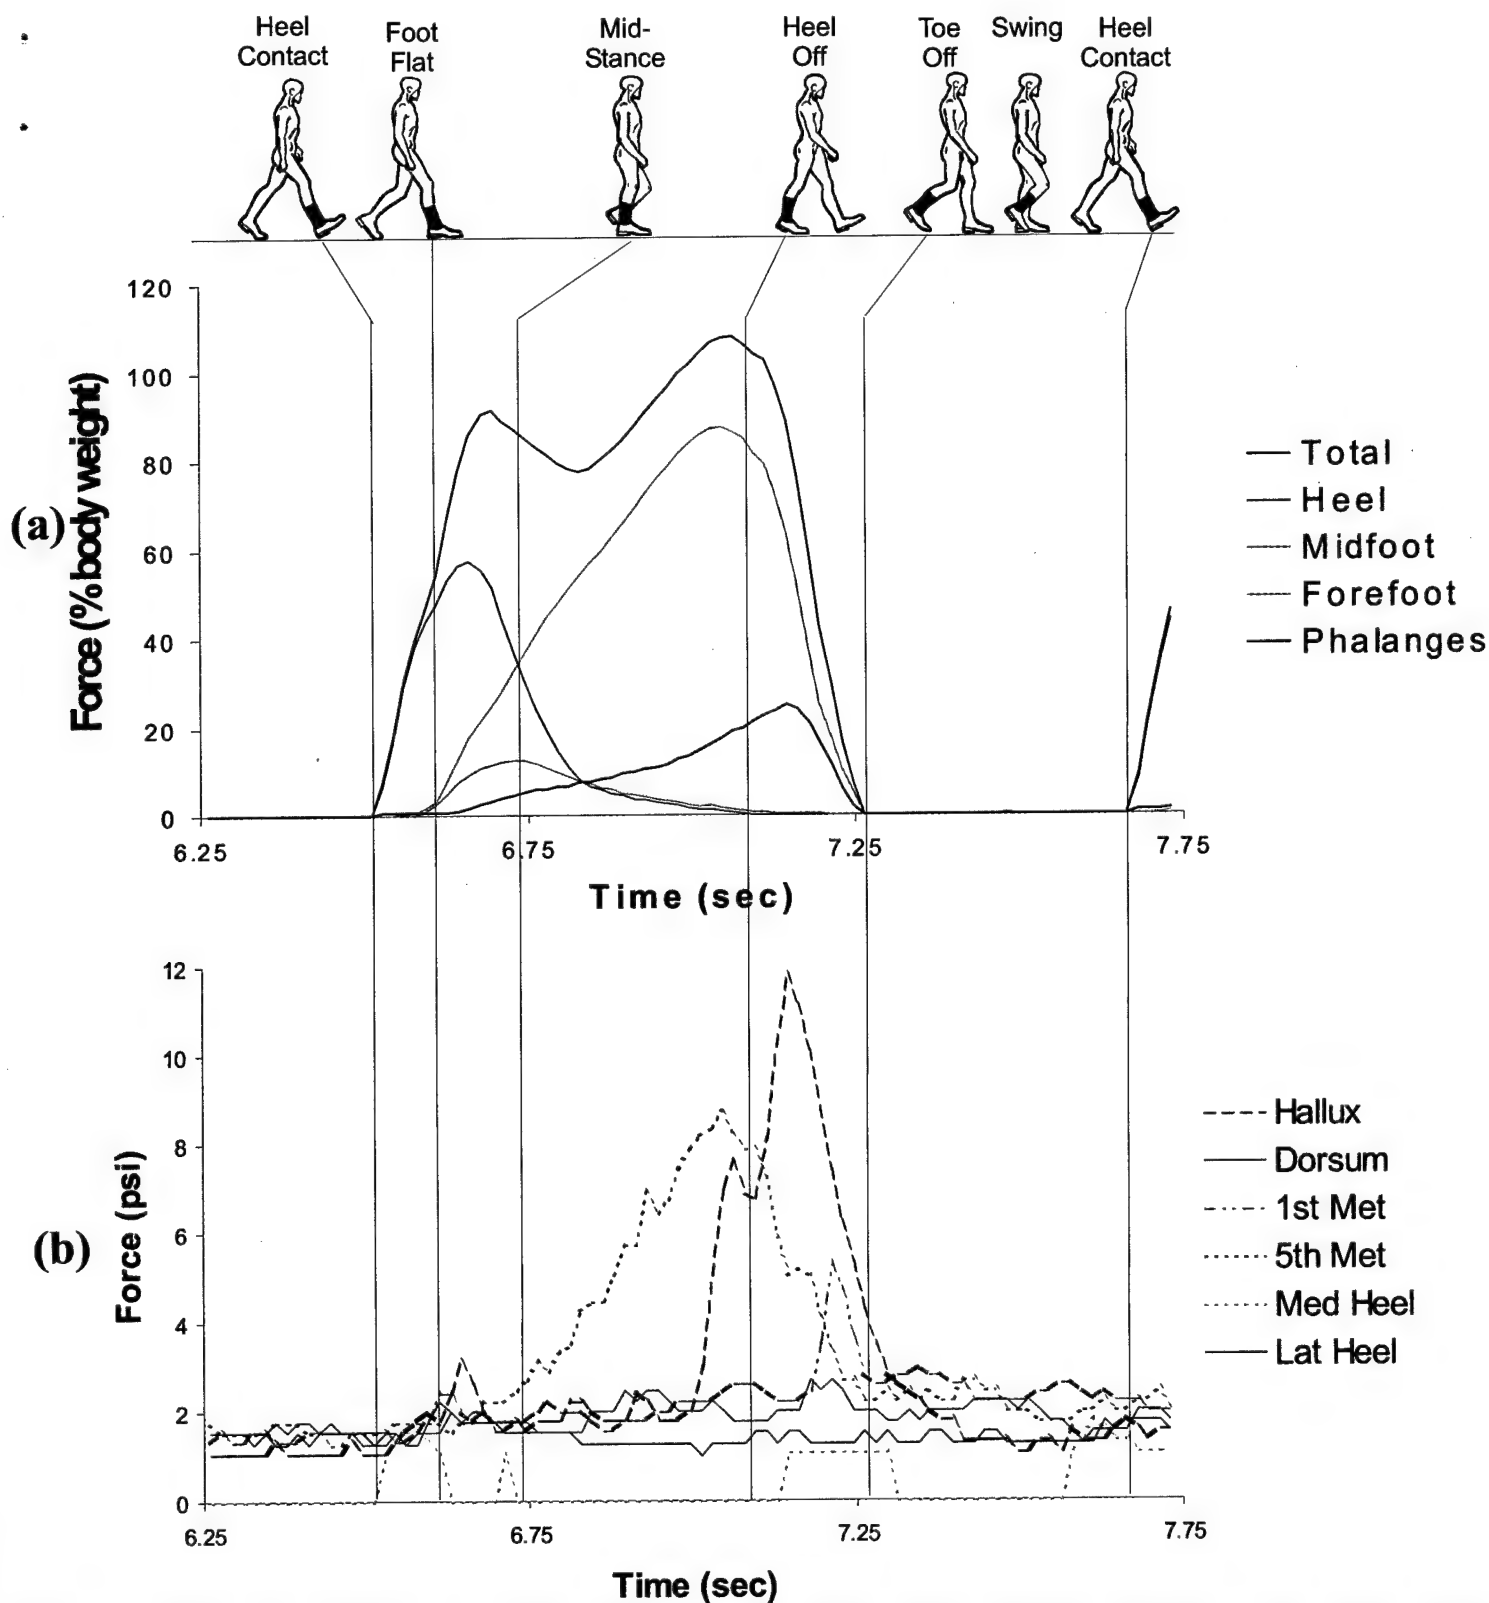 Heel Contact
Foot Flat
Mid-Stance
Heel Off
Toe Off
Swing
Heel Contact
(a)
Force (% body weight)
120
100
80
60
40
20
0
6.25
6.75
7.25
7.75
Time (sec)
Total
Heel
Midfoot
Forefoot
Phalanges
(b)
Force (psi)
12
10
8
6
4
2
0
6.25
6.75
7.25
7.75
Time (sec)
Hallux
Dorsum
1st Met
5th Met
Med Heel
Lat Heel